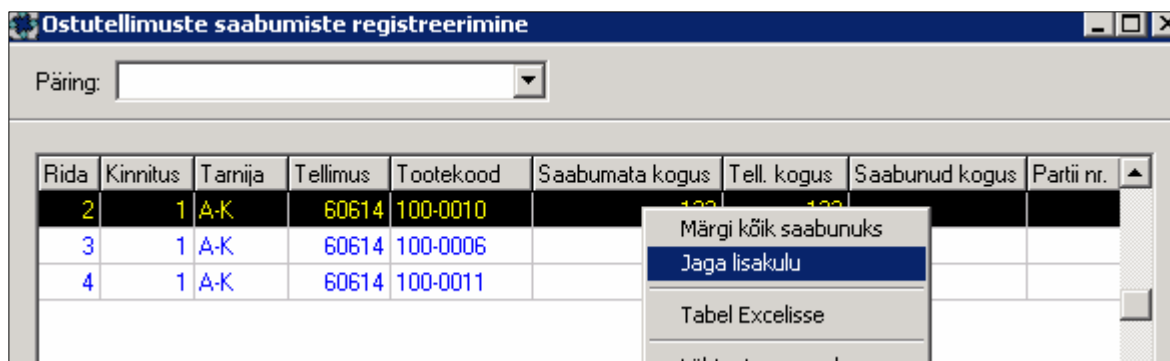 Ostutellimuste saabumiste registreerimine
Päring:
Rida Kinnitus Tarnija Tellimus Tootekood Saabumata kogus Tell. kogus Saabunud kogus Partii nr.
2 1 A-K 60614 100-0010
Märgi kõik saabunuks
3 1 A-K 60614 100-0006
Jaga lisakulu
4 1 A-K 60614 100-0011
Tabel Excelisse